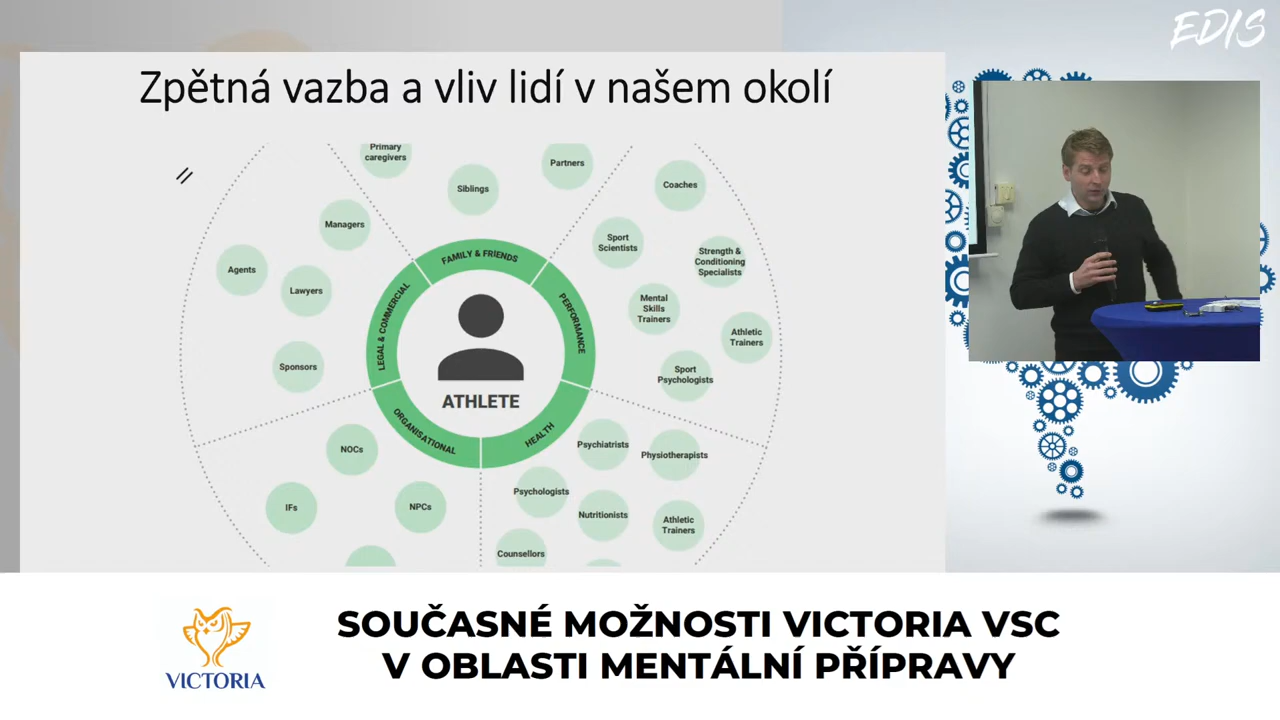 EDIS
Zpětná vazba a vliv lidí v našem okolí
Primary
caregivers
Siblings
Partners
Coaches
Managers
Sport
Scientists
Agents
Lawyers
Strength &
Conditioning
Specialists
Mental
Skills
Trainers
Athletic
Trainers
Sponsors
Sport
Psychologists
FAMILY & FRIENDS
LEGAL & COMMERCIAL
PERFORMANCE
ATHLETE
ORGANISATIONAL
HEALTH
NOCs
IFs
NPCs
Psychiatrists
Physiotherapists
Psychologists
Nutritionists
Athletic
Trainers
Counsellors
VICTORIA
SOUČASNÉ MOŽNOSTI VICTORIA VSC
V OBLASTI MENTÁLNÍ PŘÍPRAVY